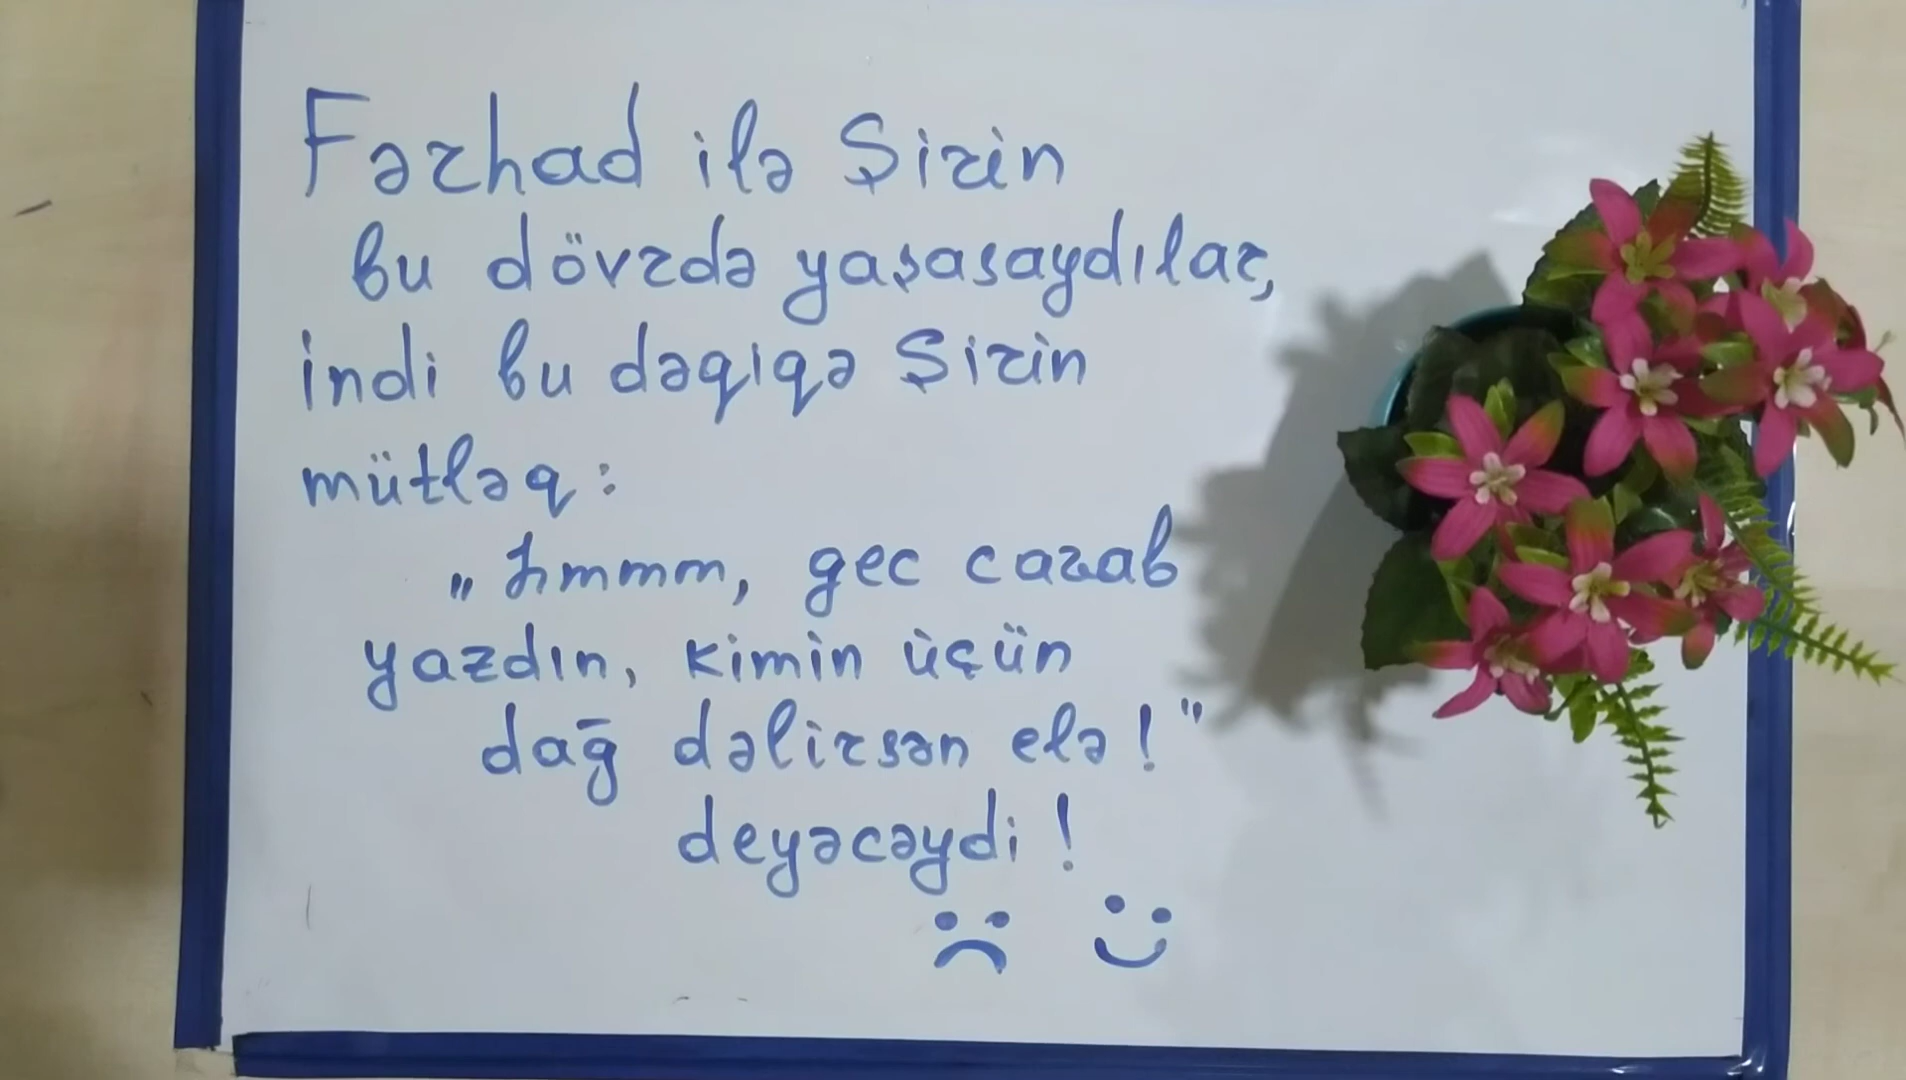 Fərhad ilə Şirin
bu dövrdə yaşasaydılar,
indi bu dəqiqə Şirin
mütləq:
„Hmmm, gec cavab
yazdın, kimin üçün
dağ dəlirsən elə!"
deyəcəydi!